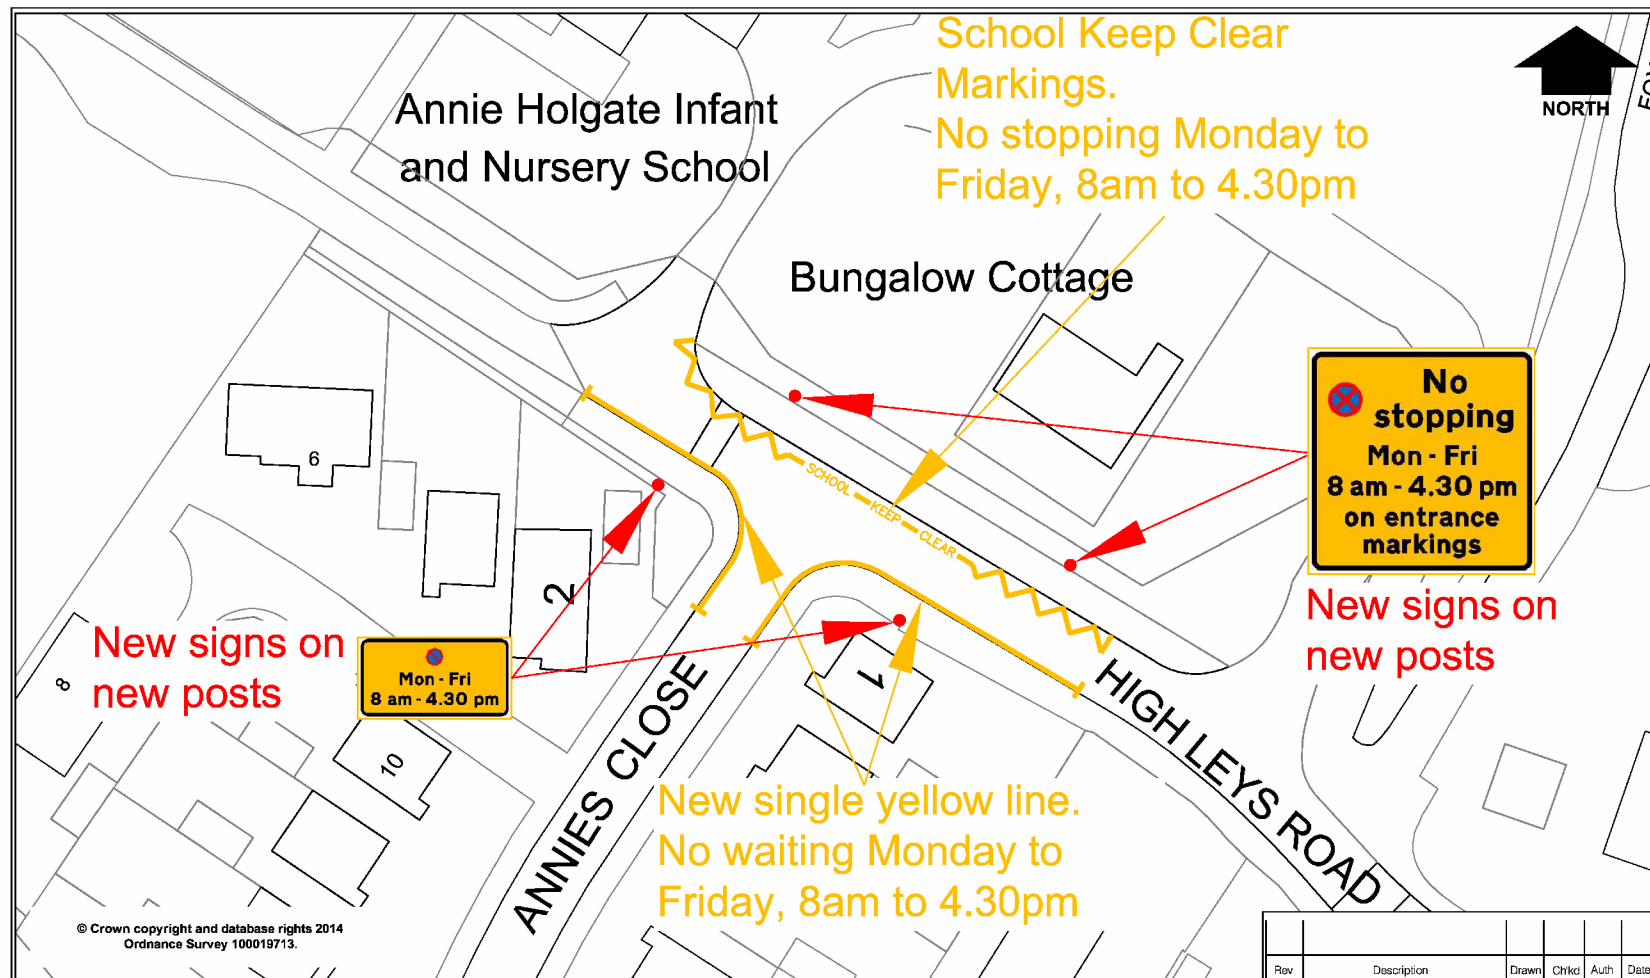 School Keep Clear
Markings.
No stopping Monday to
Friday, 8am to 4.30pm
NORTH
Annie Holgate Infant
and Nursery School
Bungalow Cottage
No
stopping
Mon - Fri
8 am - 4.30 pm
on entrance
markings
New signs on
new posts
SCHOOL KEEP CLEAR
6
2
8
10
1
New signs on
new posts
Mon - Fri
8 am - 4.30 pm
ANNIES CLOSE
HIGH LEYS ROAD
New single yellow line.
No waiting Monday to
Friday, 8am to 4.30pm
© Crown copyright and database rights 2014
Ordnance Survey 100019713.
Rev Description Drawn Chkd Auth Date